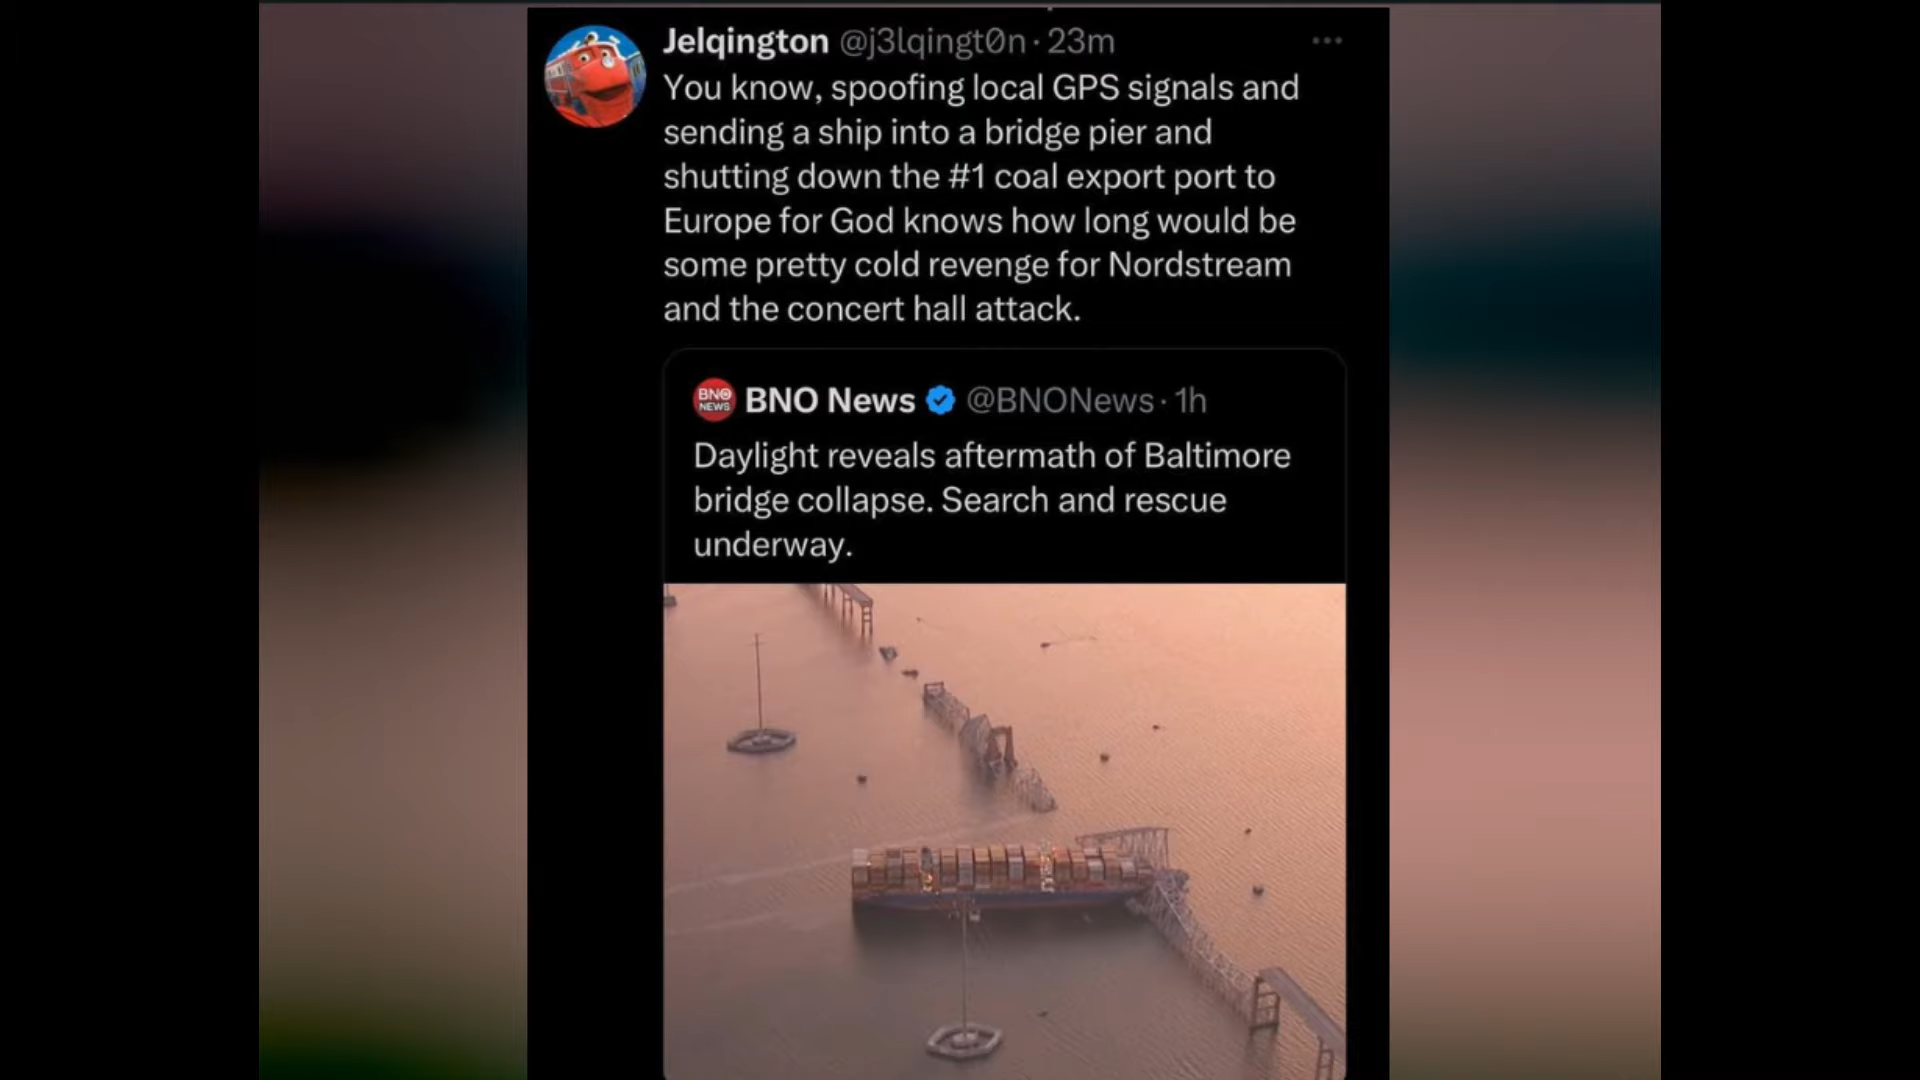 Jelqington @j3lqingt0n · 23m
You know, spoofing local GPS signals and
sending a ship into a bridge pier and
shutting down the #1 coal export port to
Europe for God knows how long would be
some pretty cold revenge for Nordstream
and the concert hall attack.
BNO
NEWS
BNO News @BNONews · 1h
Daylight reveals aftermath of Baltimore
bridge collapse. Search and rescue
underway.